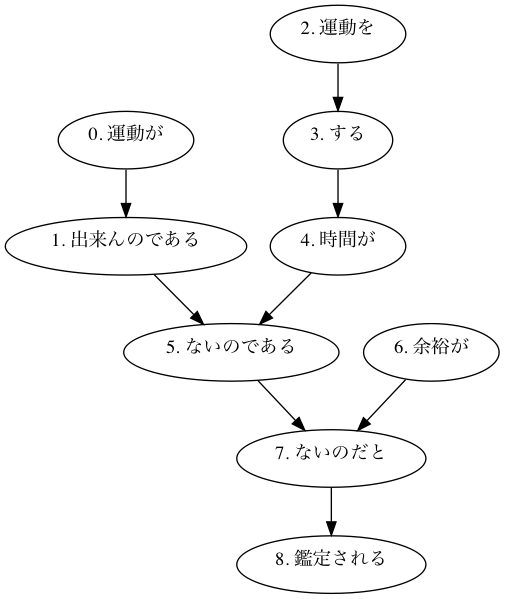 2. 運動を
0. 運動が
3. する
1. 出来んのである
4. 時間が
5. ないのである
6. 余裕が
7. ないのだと
8. 鑑定される